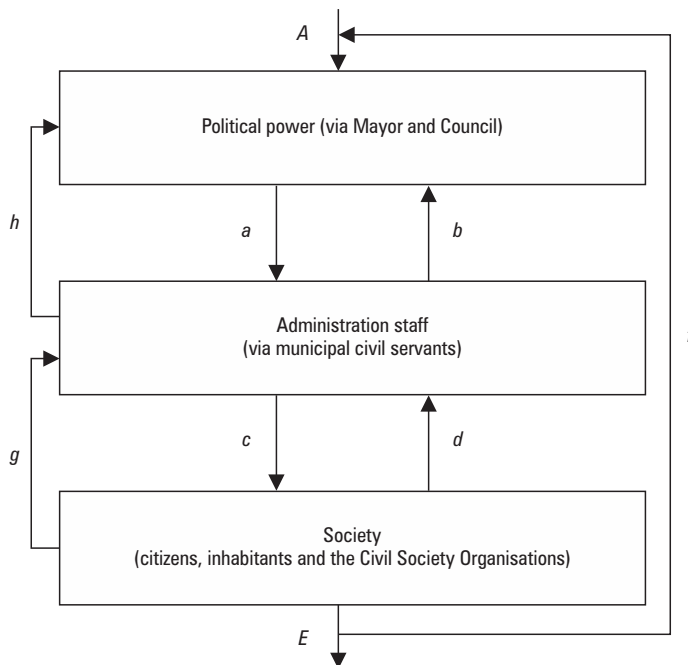 A
Political power (via Mayor and Council)
h
a
b
Administration staff
(via municipal civil servants)
g
c
d
Society
(citizens, inhabitants and the Civil Society Organisations)
E